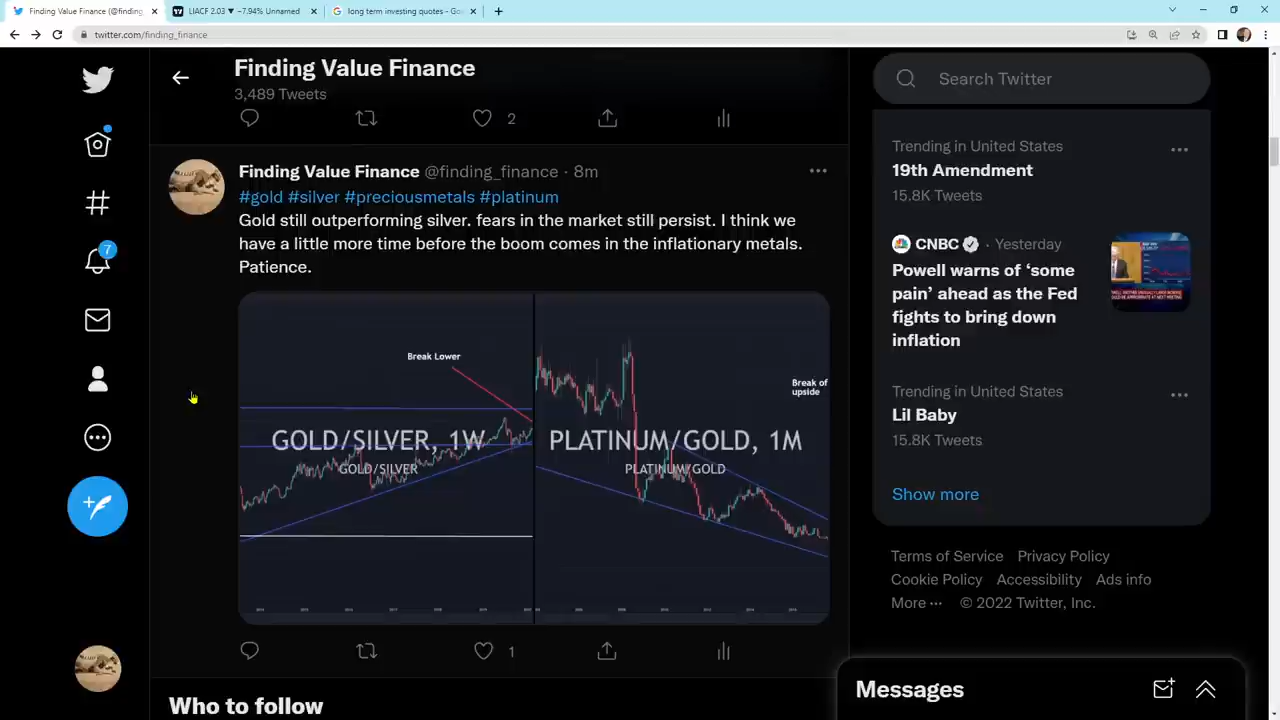 Finding Value Finance (@finding_
LIACF 2.03 ▼ −7.94% Unnamed
long term investing quotes - Goo
twitter.com/finding_finance
Finding Value Finance
3,489 Tweets
2
Finding Value Finance @finding_finance · 8m
#gold #silver #preciousmetals #platinum
Gold still outperforming silver. fears in the market still persist. I think we
have a little more time before the boom comes in the inflationary metals.
Patience.
Break Lower
GOLD/SILVER, 1W
GOLD/SILVER
Break of
upside
PLATINUM/GOLD, 1M
PLATINUM/GOLD
1
Who to follow
7
Search Twitter
Trending in United States
19th Amendment
15.8K Tweets
CNBC · Yesterday
Powell warns of ‘some
pain’ ahead as the Fed
fights to bring down
inflation
Trending in United States
Lil Baby
15.8K Tweets
Show more
Terms of Service Privacy Policy
Cookie Policy Accessibility Ads info
More ··· © 2022 Twitter, Inc.
Messages